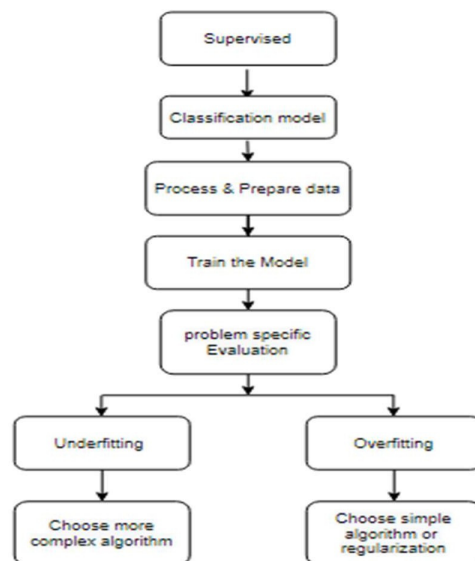 Supervised
Classification model
Process & Prepare data
Train the Model
problem specific
Evaluation
Underfitting
Overfitting
Choose more
complex algorithm
Choose simple
algorithm or
regularization